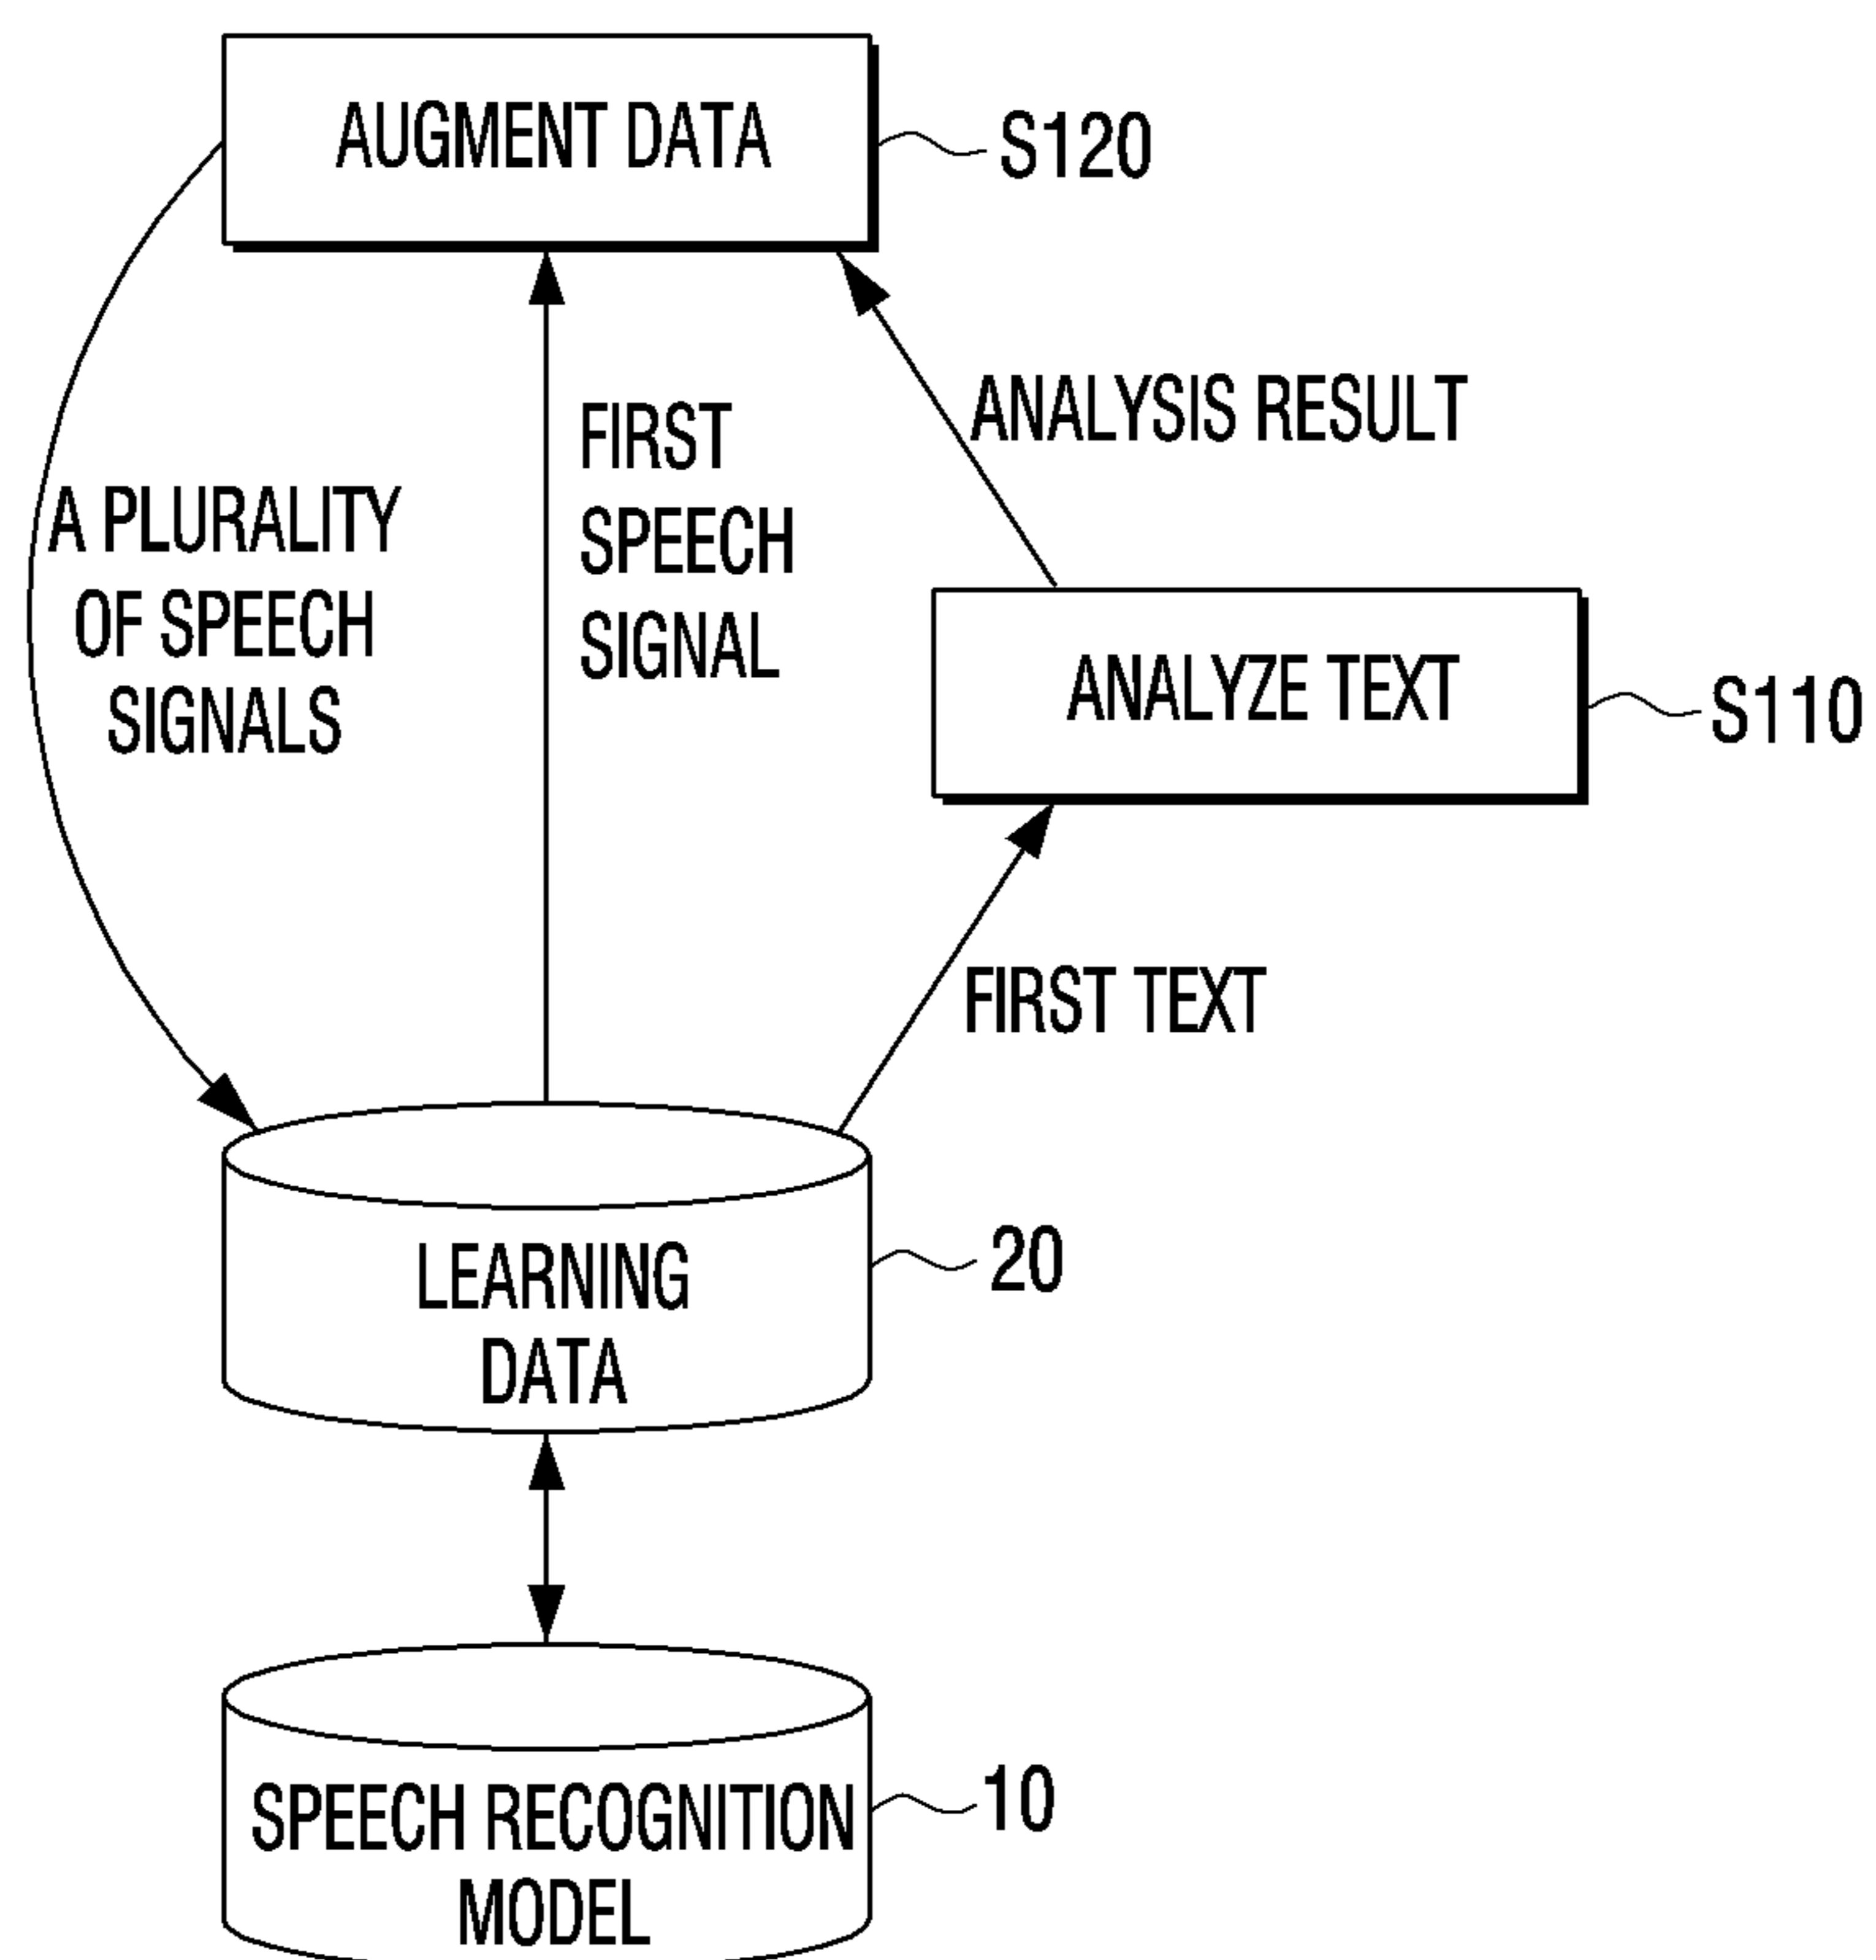 AUGMENT DATA
S120
ANALYSIS RESULT
FIRST
SPEECH
SIGNAL
A PLURALITY
OF SPEECH
SIGNALS
ANALYZE TEXT
S110
FIRST TEXT
LEARNING
DATA
20
SPEECH RECOGNITION
MODEL
10